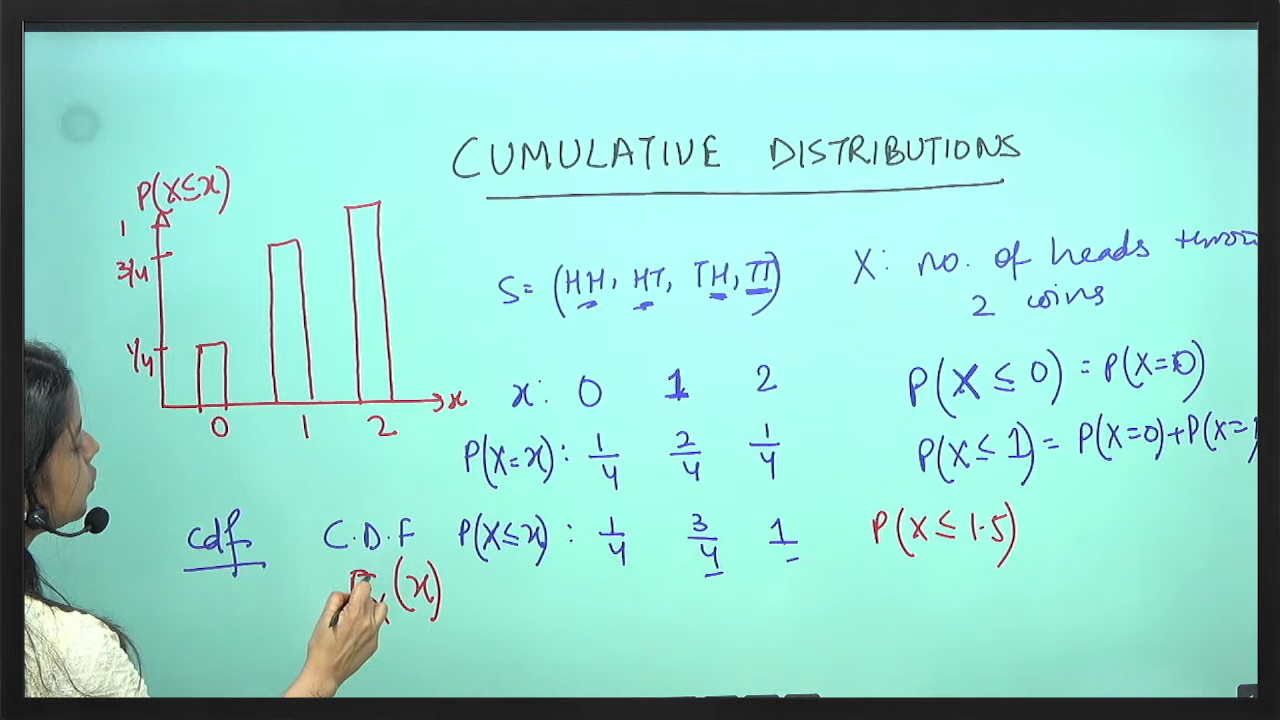 CUMULATIVE DISTRIBUTIONS
P(X≤x)
1
3/4
1/4
0 1 2
x
S= (HH, HT, TH, TT)
X: no. of heads
2 coins
x: 0 1 2
P(X=x): 1/4 2/4 1/4
P(X≤0) = P(X=0)
P(X≤1) = P(X=0)+P(X=1
cdf C.D.F P(X≤x): 1/4 3/4 1
(x)
P(X≤1.5)